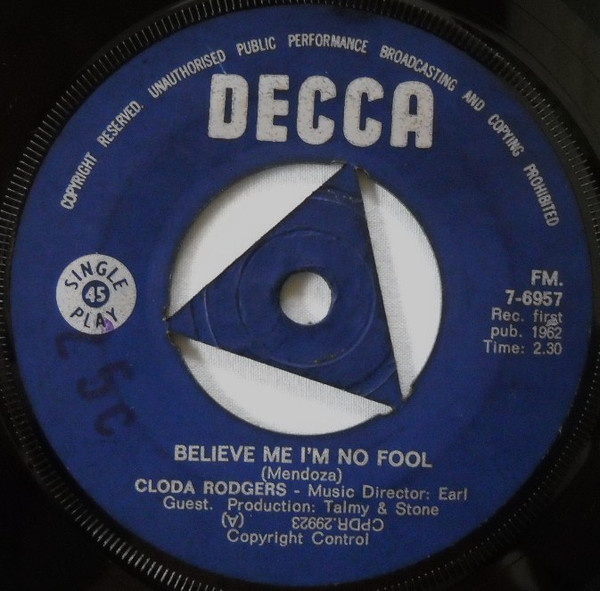 COPYRIGHT RESERVED. UNAUTHORISED PUBLIC PERFORMANCE BROADCASTING AND COPYING PROHIBITED
DECCA
SINGLE
45
PLAY
25c
FM.
7-6957
Rec. first
pub. 1962
Time: 2.30
BELIEVE ME I'M NO FOOL
(Mendoza)
CLODA RODGERS - Music Director: Earl
Guest. Production: Talmy & Stone
CPDR.29923 (A)
Copyright Control